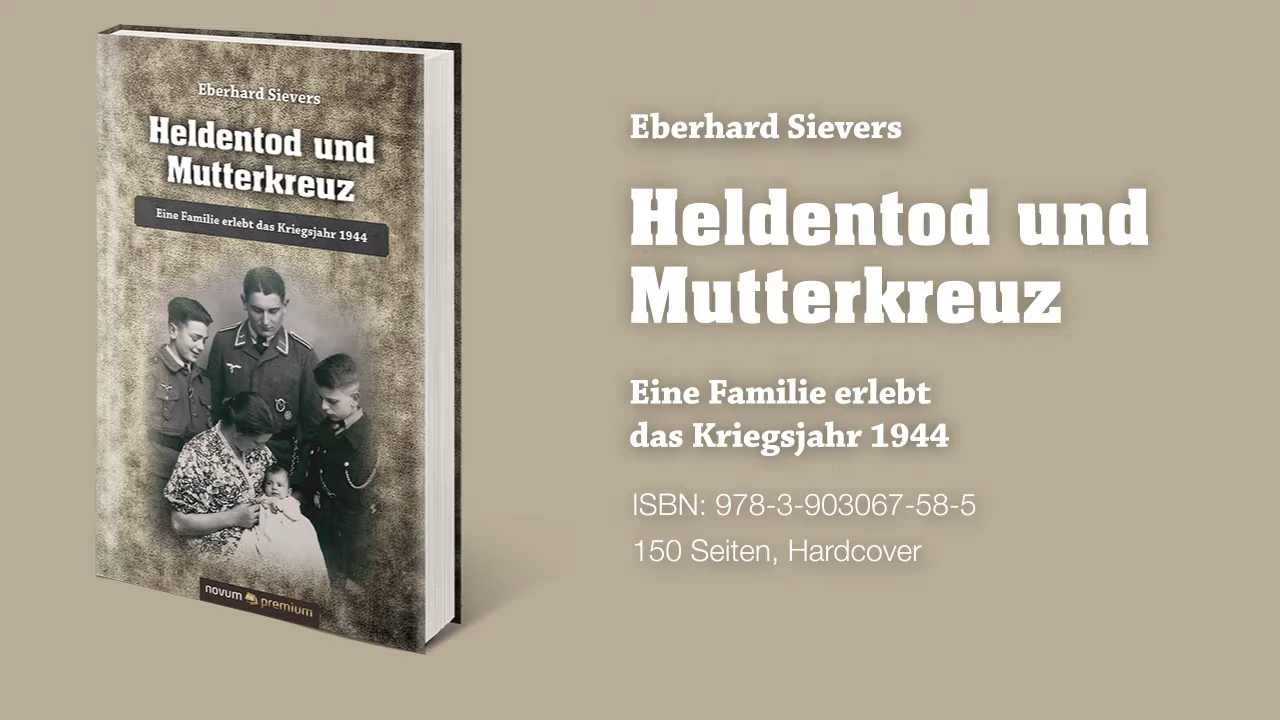 Eberhard Sievers
Heldentod und
Mutterkreuz
Eine Familie erlebt das Kriegsjahr 1944
novum premium
Eberhard Sievers
Heldentod und
Mutterkreuz
Eine Familie erlebt
das Kriegsjahr 1944
ISBN: 978-3-903067-58-5
150 Seiten, Hardcover